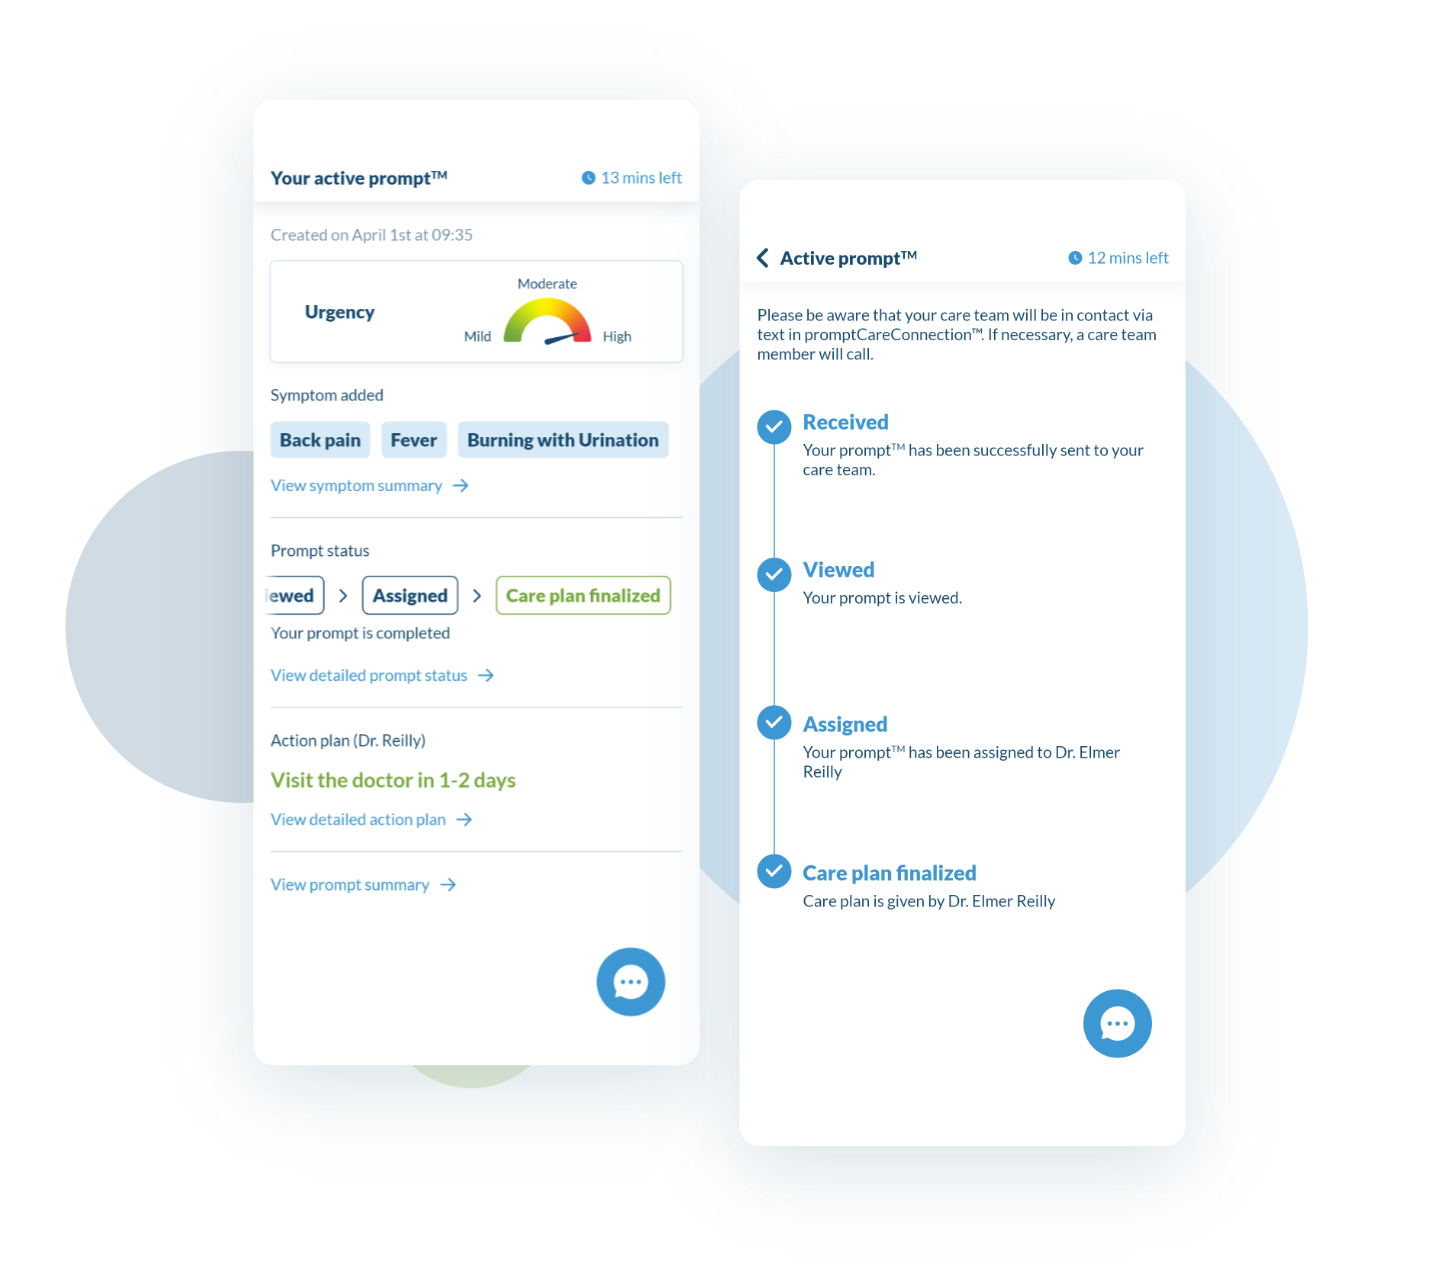 Your active prompt™
13 mins left
Created on April 1st at 09:35
Moderate
Urgency
Mild
High
Symptom added
Back pain Fever Burning with Urination
View symptom summary →
Prompt status
iewed > Assigned > Care plan finalized
Your prompt is completed
View detailed prompt status →
Action plan (Dr. Reilly)
Visit the doctor in 1-2 days
View detailed action plan →
View prompt summary →
Active prompt™
12 mins left
Please be aware that your care team will be in contact via
text in promptCareConnection™. If necessary, a care team
member will call.
Received
Your prompt™ has been successfully sent to your
care team.
Viewed
Your prompt is viewed.
Assigned
Your prompt™ has been assigned to Dr. Elmer
Reilly
Care plan finalized
Care plan is given by Dr. Elmer Reilly